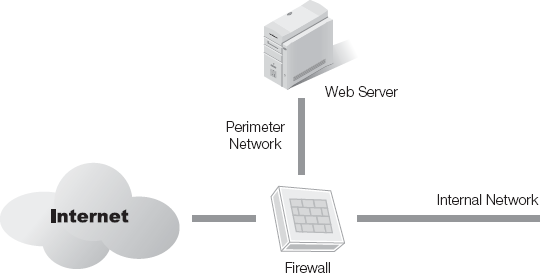 Web Server
Perimeter
Network
Internet
Internal Network
Firewall